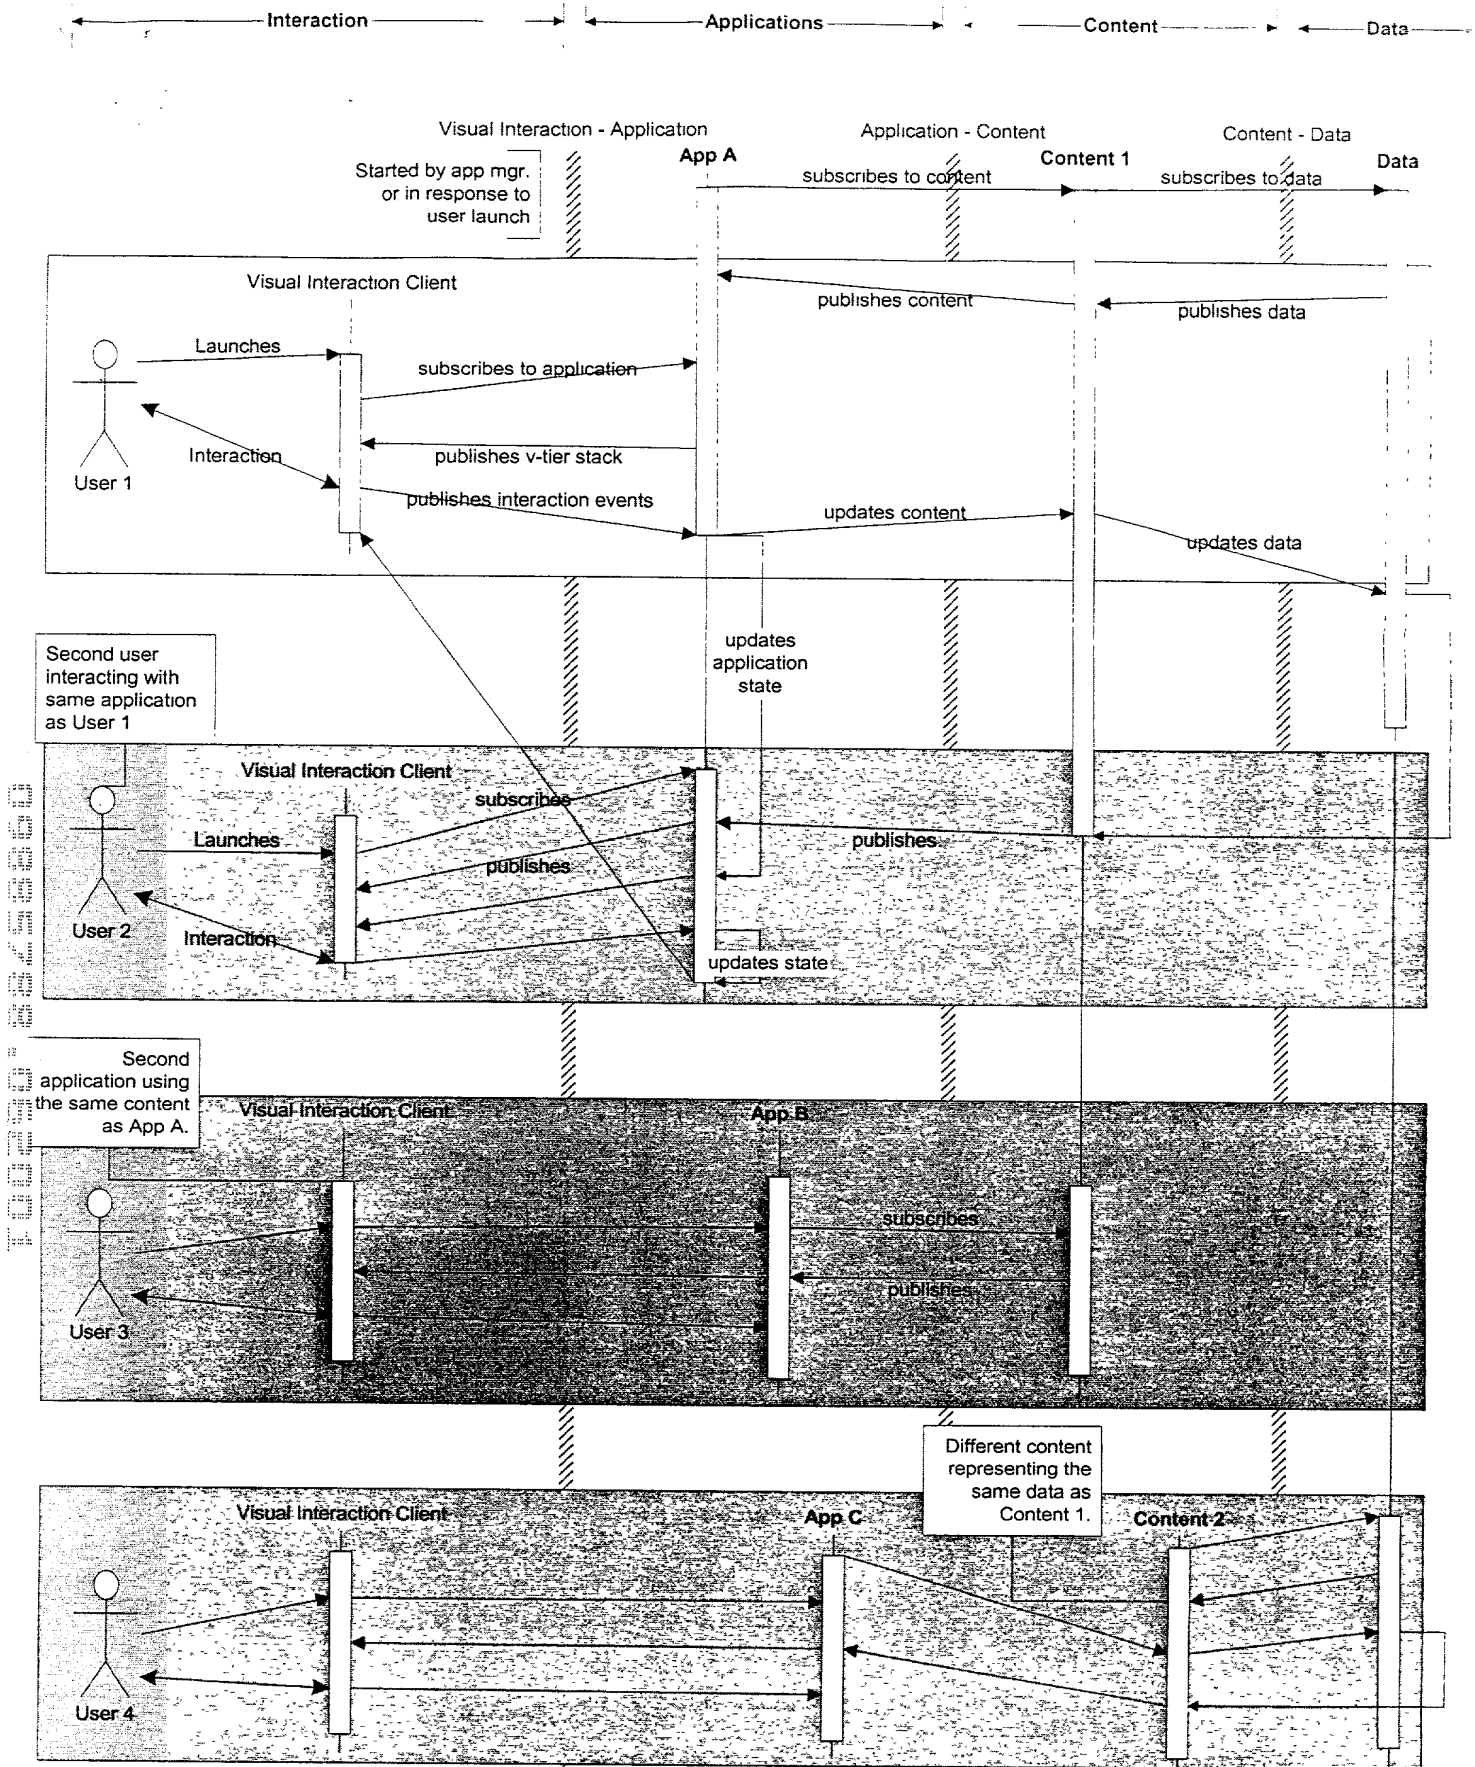 Interaction
Applications
Content
Data
Visual Interaction - Application
Application - Content
Content - Data
App A
Content 1
Data
Started by app mgr.
or in response to
user launch
subscribes to content
subscribes to data
Visual Interaction Client
publishes content
publishes data
Launches
subscribes to application
Interaction
publishes v-tier stack
User 1
publishes interaction events
updates content
updates data
updates
application
state
Second user
interacting with
same application
as User 1
Visual Interaction Client
subscribes
Launches
publishes
publishes
User 2
Interaction
updates state
Second
application using
the same content
as App A.
Visual Interaction Client
App B
subscribes
publishes
User 3
Different content
representing the
same data as
Content 1.
Visual Interaction Client
App C
Content 2
User 4